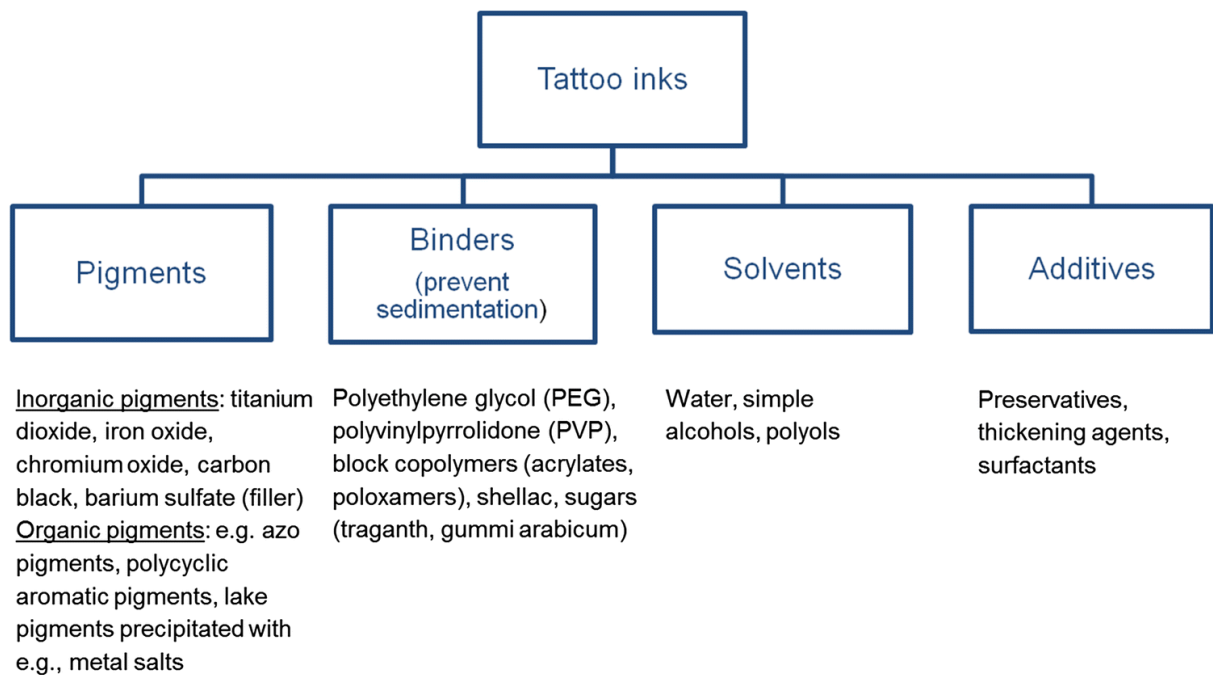 Tattoo inks
Pigments
Binders
(prevent
sedimentation)
Solvents
Additives
Inorganic pigments: titanium
dioxide, iron oxide,
chromium oxide, carbon
black, barium sulfate (filler)
Organic pigments: e.g. azo
pigments, polycyclic
aromatic pigments, lake
pigments precipitated with
e.g., metal salts
Polyethylene glycol (PEG),
polyvinylpyrrolidone (PVP),
block copolymers (acrylates,
poloxamers), shellac, sugars
(traganth, gummi arabicum)
Water, simple
alcohols, polyols
Preservatives,
thickening agents,
surfactants